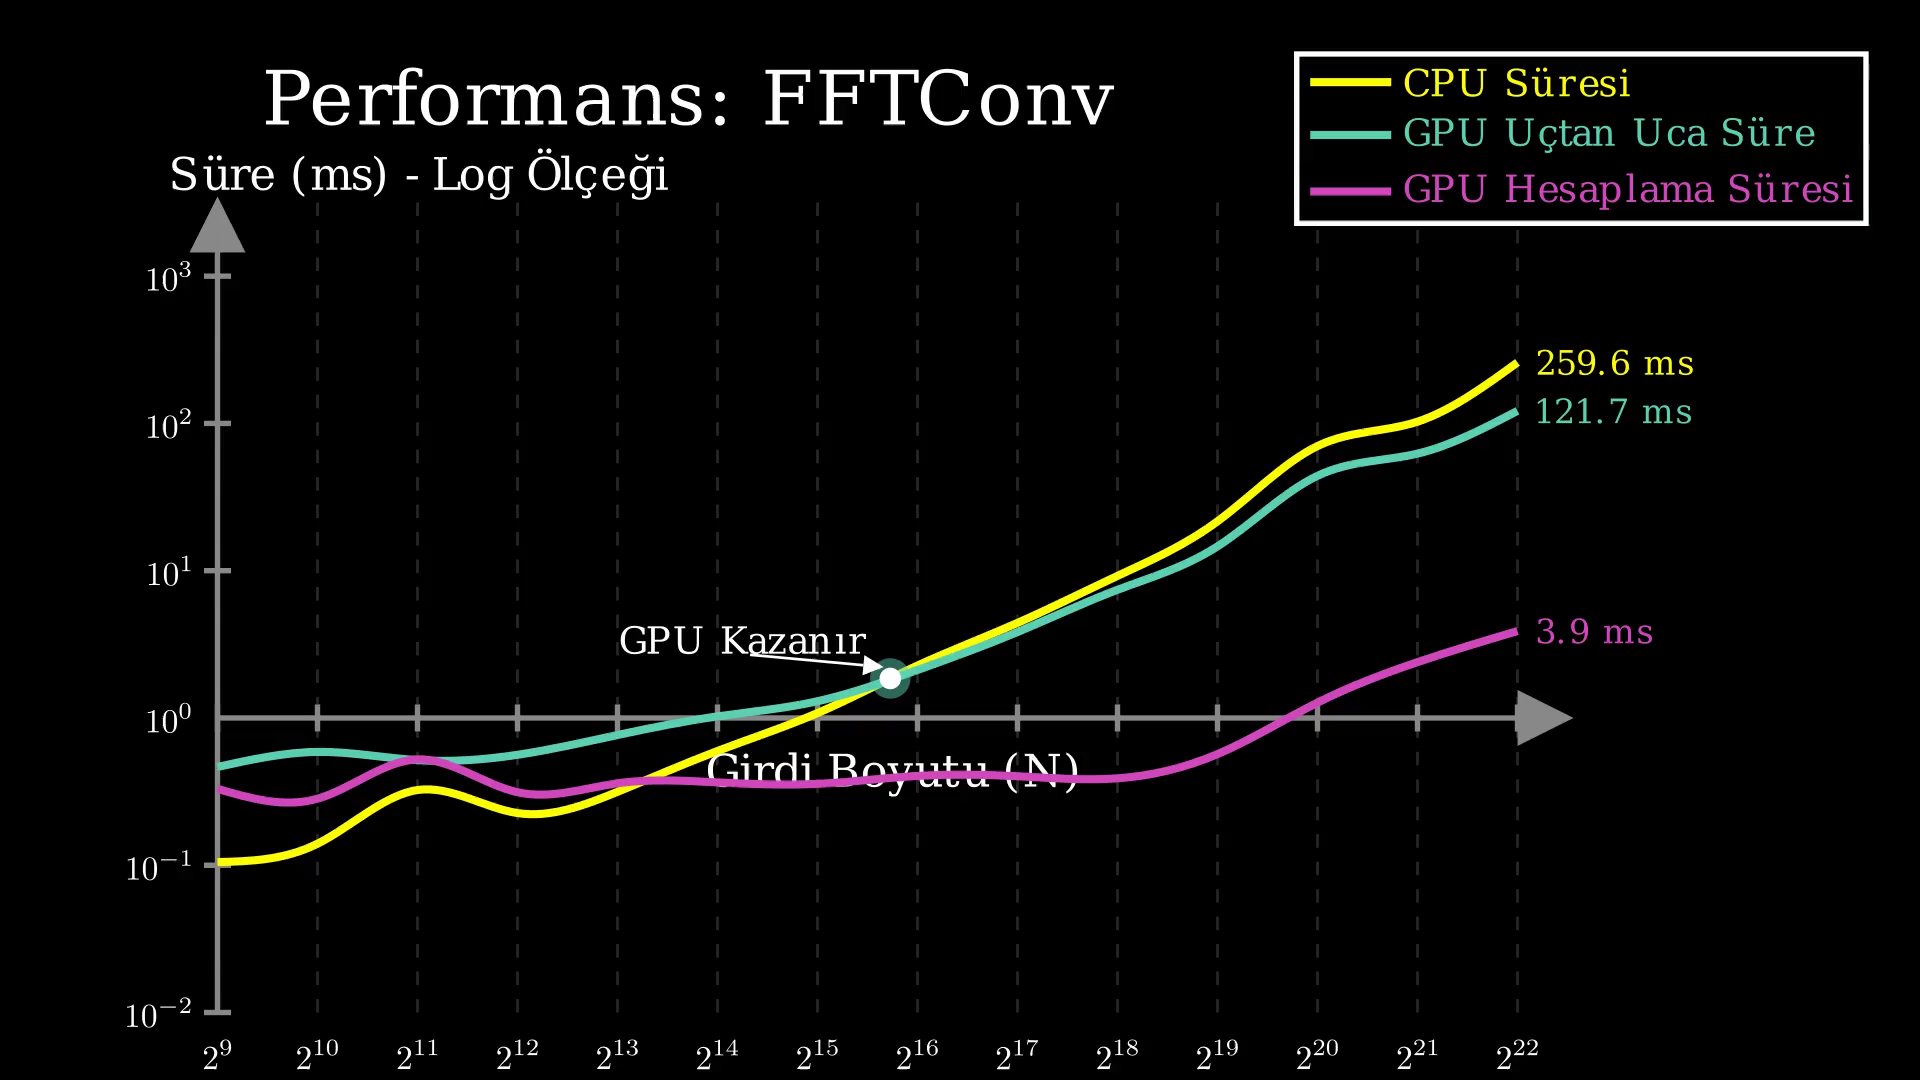 Performans: FFTConv
CPU Süresi
GPU Uçtan Uca Süre
GPU Hesaplama Süresi
Süre (ms) - Log Ölçeği
10³
10²
10¹
10⁰
10⁻¹
10⁻²
259.6 ms
121.7 ms
3.9 ms
GPU Kazanır
Girdi Boyutu (N)
2⁹ 2¹⁰ 2¹¹ 2¹² 2¹³ 2¹⁴ 2¹⁵ 2¹⁶ 2¹⁷ 2¹⁸ 2¹⁹ 2²⁰ 2²¹ 2²²